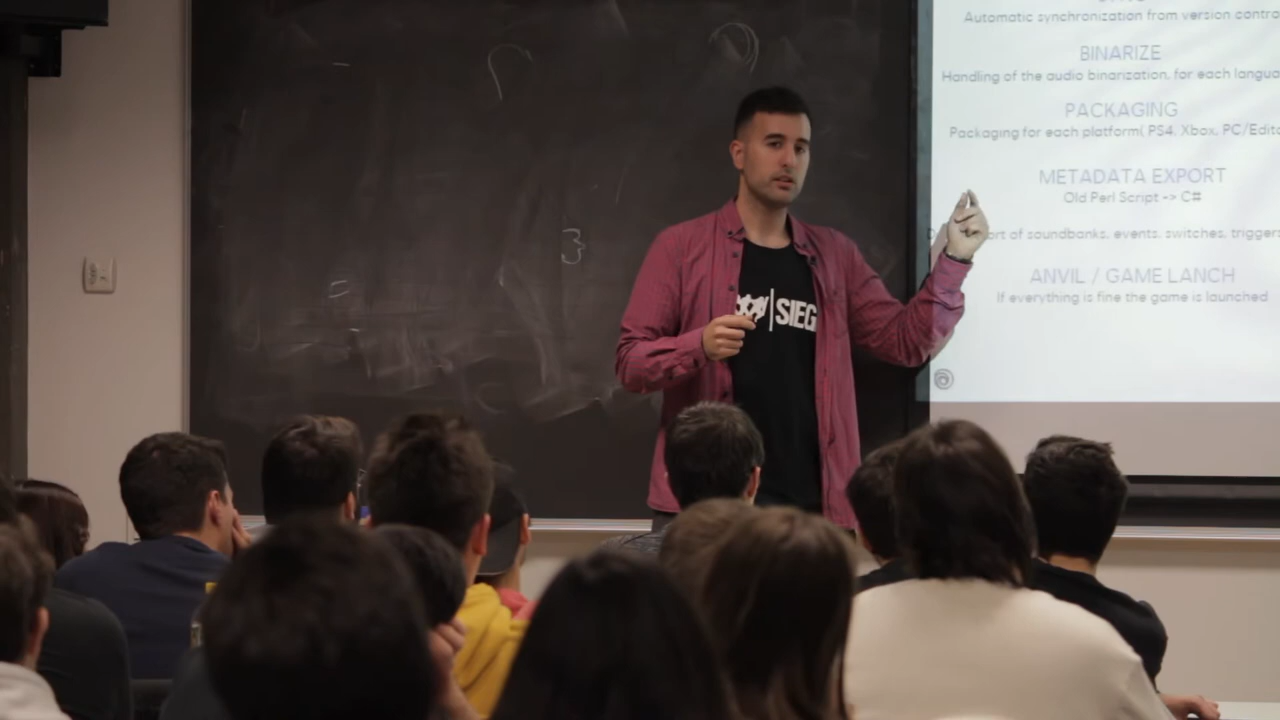 Automatic synchronization from version contro
BINARIZE
Handling of the audio binarization, for each langua
PACKAGING
Packaging for each platform( PS4, Xbox, PC/Edito
METADATA EXPORT
Old Perl Script -> C#
ort of soundbanks, events, switches, triggers
ANVIL / GAME LANCH
If everything is fine the game is launched
SIEG
3